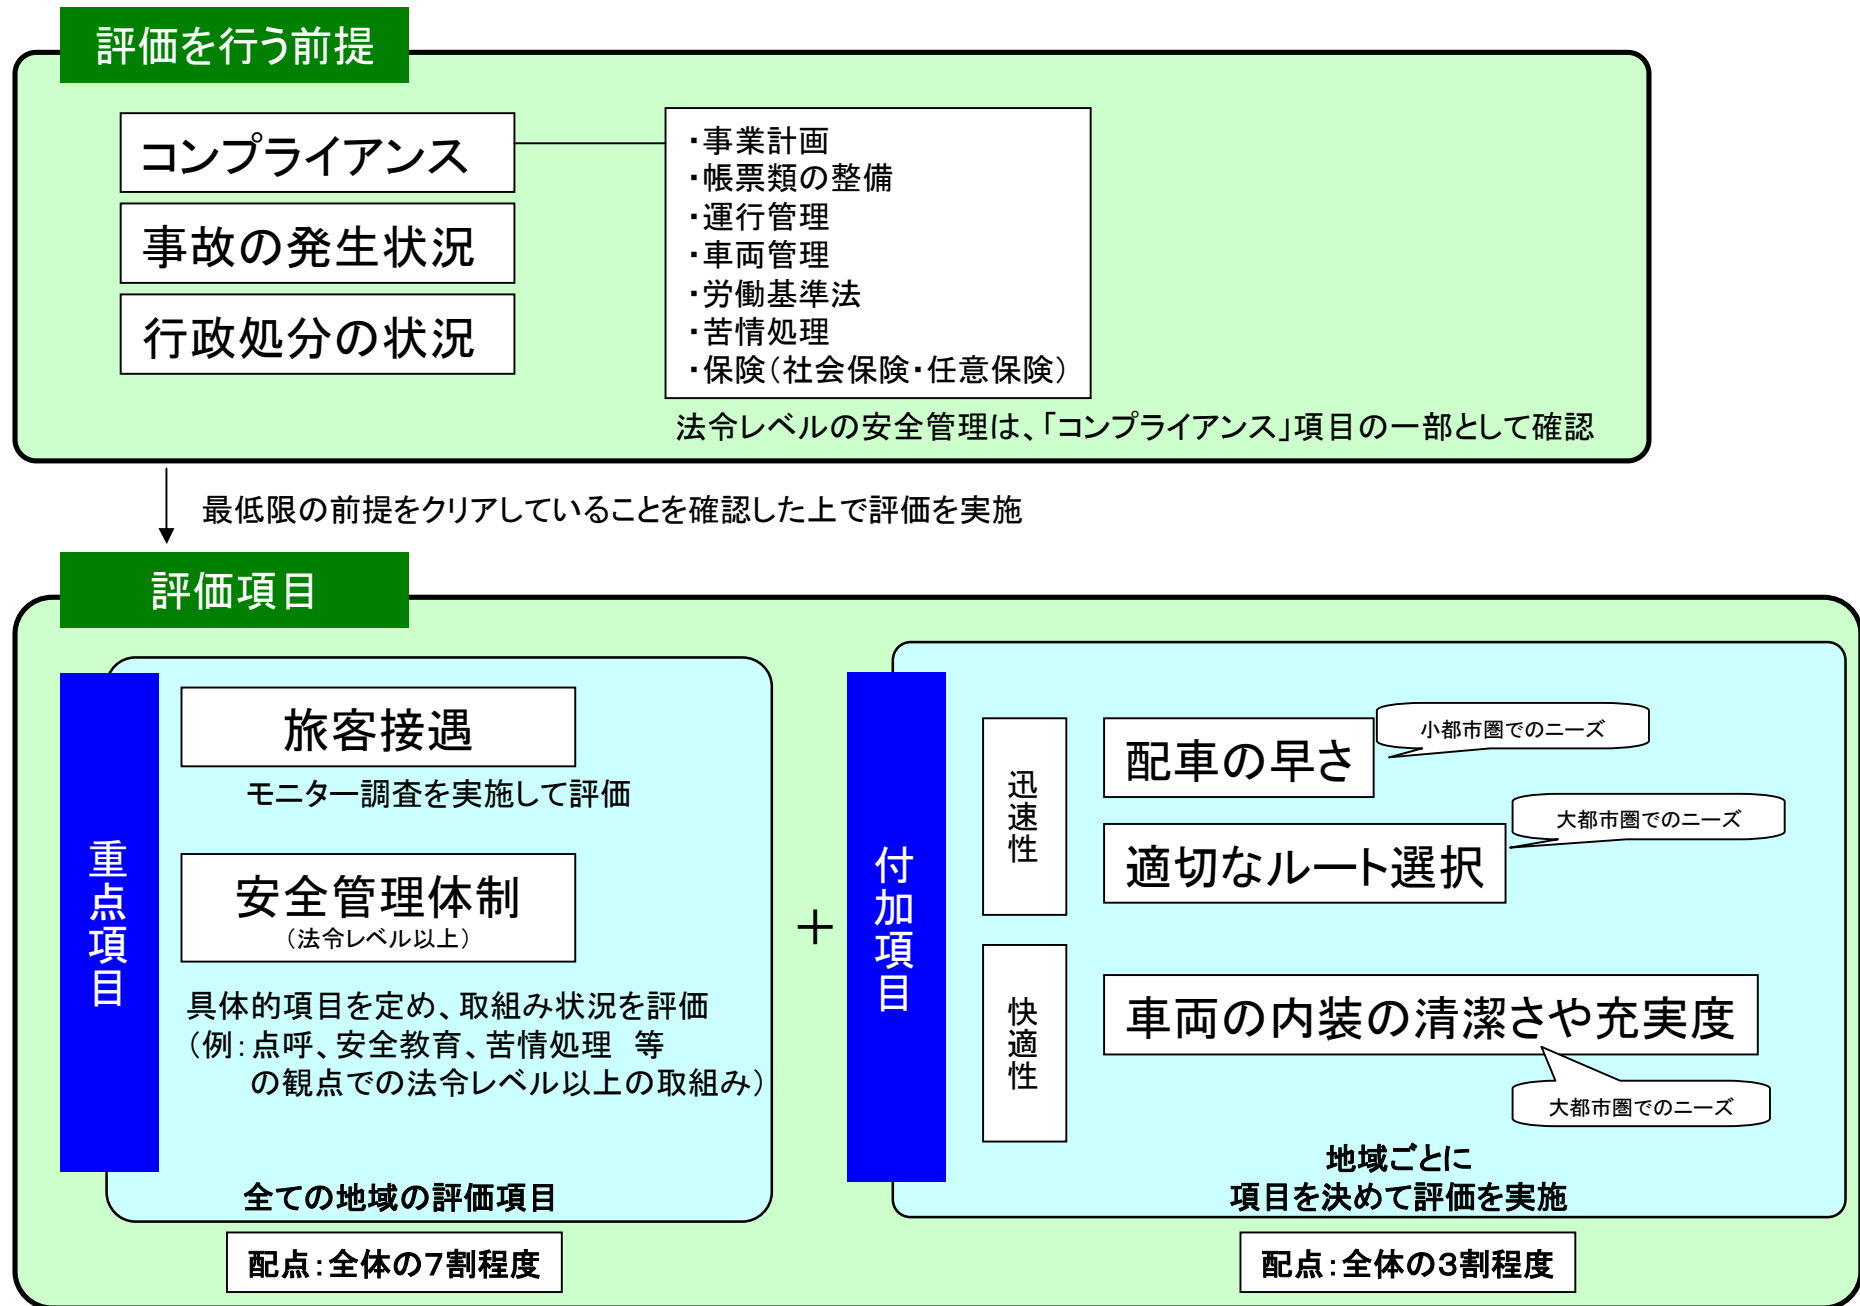 評価を行う前提
コンプライアンス
事故の発生状況
行政処分の状況
・事業計画
・帳票類の整備
・運行管理
・車両管理
・労働基準法
・苦情処理
・保険（社会保険・任意保険）
法令レベルの安全管理は、「コンプライアンス」項目の一部として確認
最低限の前提をクリアしていることを確認した上で評価を実施
評価項目
重点項目
旅客接遇
モニター調査を実施して評価
安全管理体制
（法令レベル以上）
具体的項目を定め、取組み状況を評価
（例：点呼、安全教育、苦情処理　等
の観点での法令レベル以上の取組み）
全ての地域の評価項目
配点：全体の７割程度
＋
付加項目
迅速性
配車の早さ
小都市圏でのニーズ
適切なルート選択
大都市圏でのニーズ
快適性
車両の内装の清潔さや充実度
大都市圏でのニーズ
地域ごとに
項目を決めて評価を実施
配点：全体の３割程度